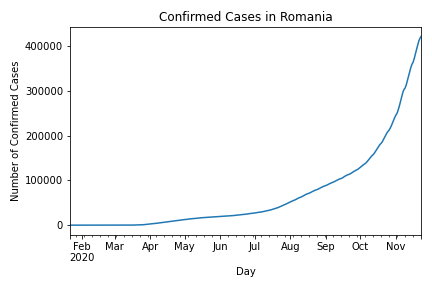 Confirmed Cases in Romania
Number of Confirmed Cases
400000
300000
200000
100000
0
Feb Mar Apr May Jun Jul Aug Sep Oct Nov
2020
Day